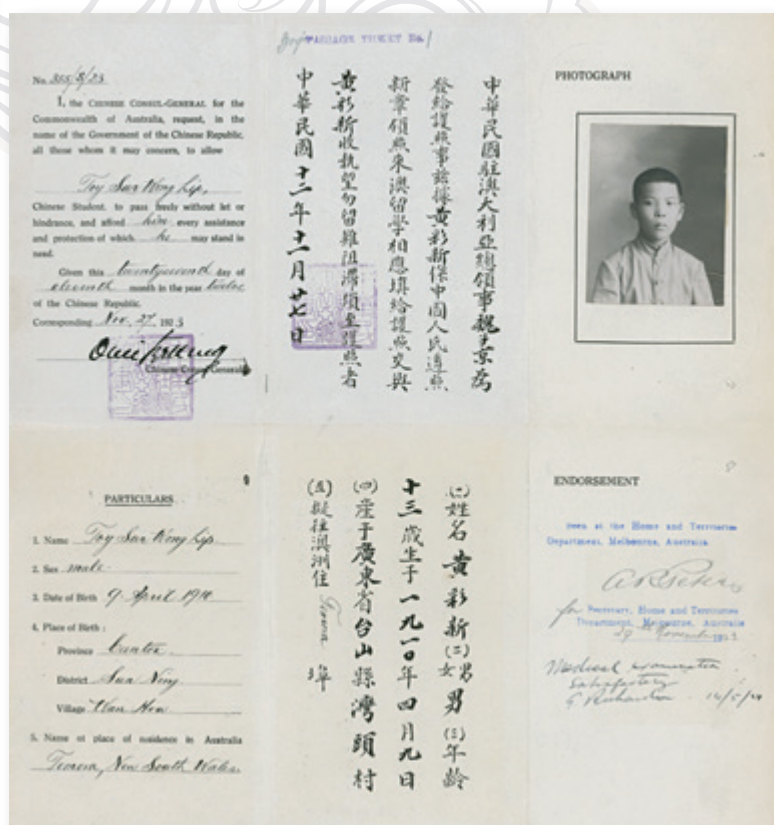 No. 355/S/23
I, the CHINESE CONSUL-GENERAL for the
Commonwealth of Australia, request, in the
name of the Government of the Chinese Republic,
all those whom it may concern, to allow
Toy Sun Wong Lip,
Chinese Student, to pass freely without let or
hindrance, and afford him every assistance
and protection of which he may stand in
need.
Given this twentyseventh day of
eleventh month in the year twelve
of the Chinese Republic.
Corresponding Nov. 27 1923
Chinese Consul-General
PASSAGE TICKET No. 1
中華民國駐澳大利亞總領事魏子京為
發給護照事茲據黃彩新係中國人民遵照
新章領照來澳留學相應填給護照交與
黃彩新收執望勿留難阻滯須至護照者
中華民國十二年十一月廿七日
PHOTOGRAPH
PARTICULARS
1. Name Toy Sun Wong Lip
2. Sex male
3. Date of Birth 9 April 1910
4. Place of Birth:
Province Canton
District Sun Ning
Village Wan How
5. Name of place of residence in Australia
Temora, New South Wales
(一)姓名黃彩新(二)男女男(三)年齡
十三歲生于一九一〇年四月九日
(四)產于廣東省台山縣灣頭村
(五)擬往澳洲住 Temora 埠
ENDORSEMENT
Seen at the Home and Territories
Department, Melbourne, Australia.
for Secretary, Home and Territories
Department, Melbourne, Australia
29th November 1923
Medical examination
Satisfactory
G Richardson 16/5/24